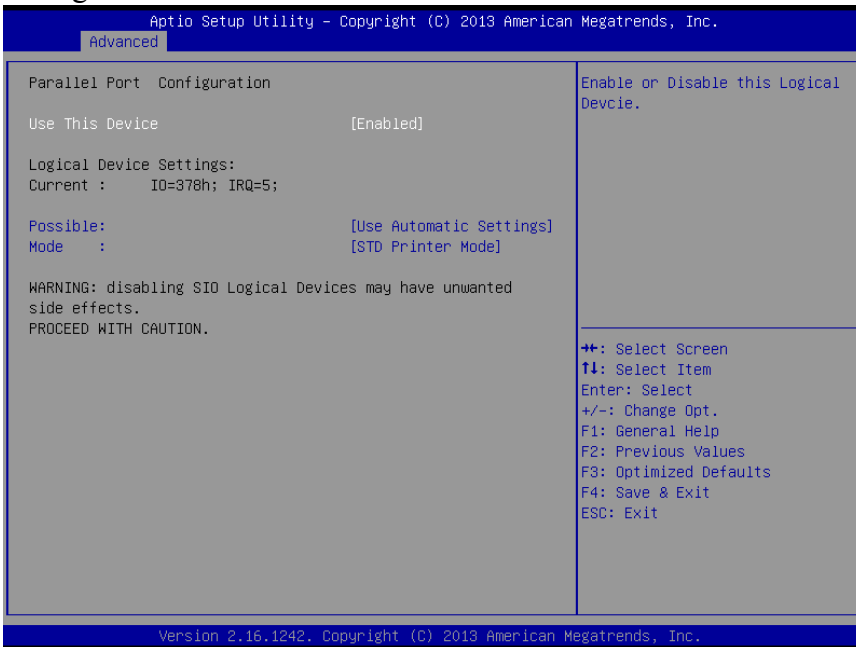 Aptio Setup Utility – Copyright (C) 2013 American Megatrends, Inc.
Advanced
Parallel Port Configuration
Use This Device [Enabled]
Logical Device Settings:
Current : IO=378h; IRQ=5;
Possible: [Use Automatic Settings]
Mode : [STD Printer Mode]
WARNING: disabling SIO Logical Devices may have unwanted
side effects.
PROCEED WITH CAUTION.
Enable or Disable this Logical
Devcie.
→←: Select Screen
↑↓: Select Item
Enter: Select
+/-: Change Opt.
F1: General Help
F2: Previous Values
F3: Optimized Defaults
F4: Save & Exit
ESC: Exit
Version 2.16.1242. Copyright (C) 2013 American Megatrends, Inc.